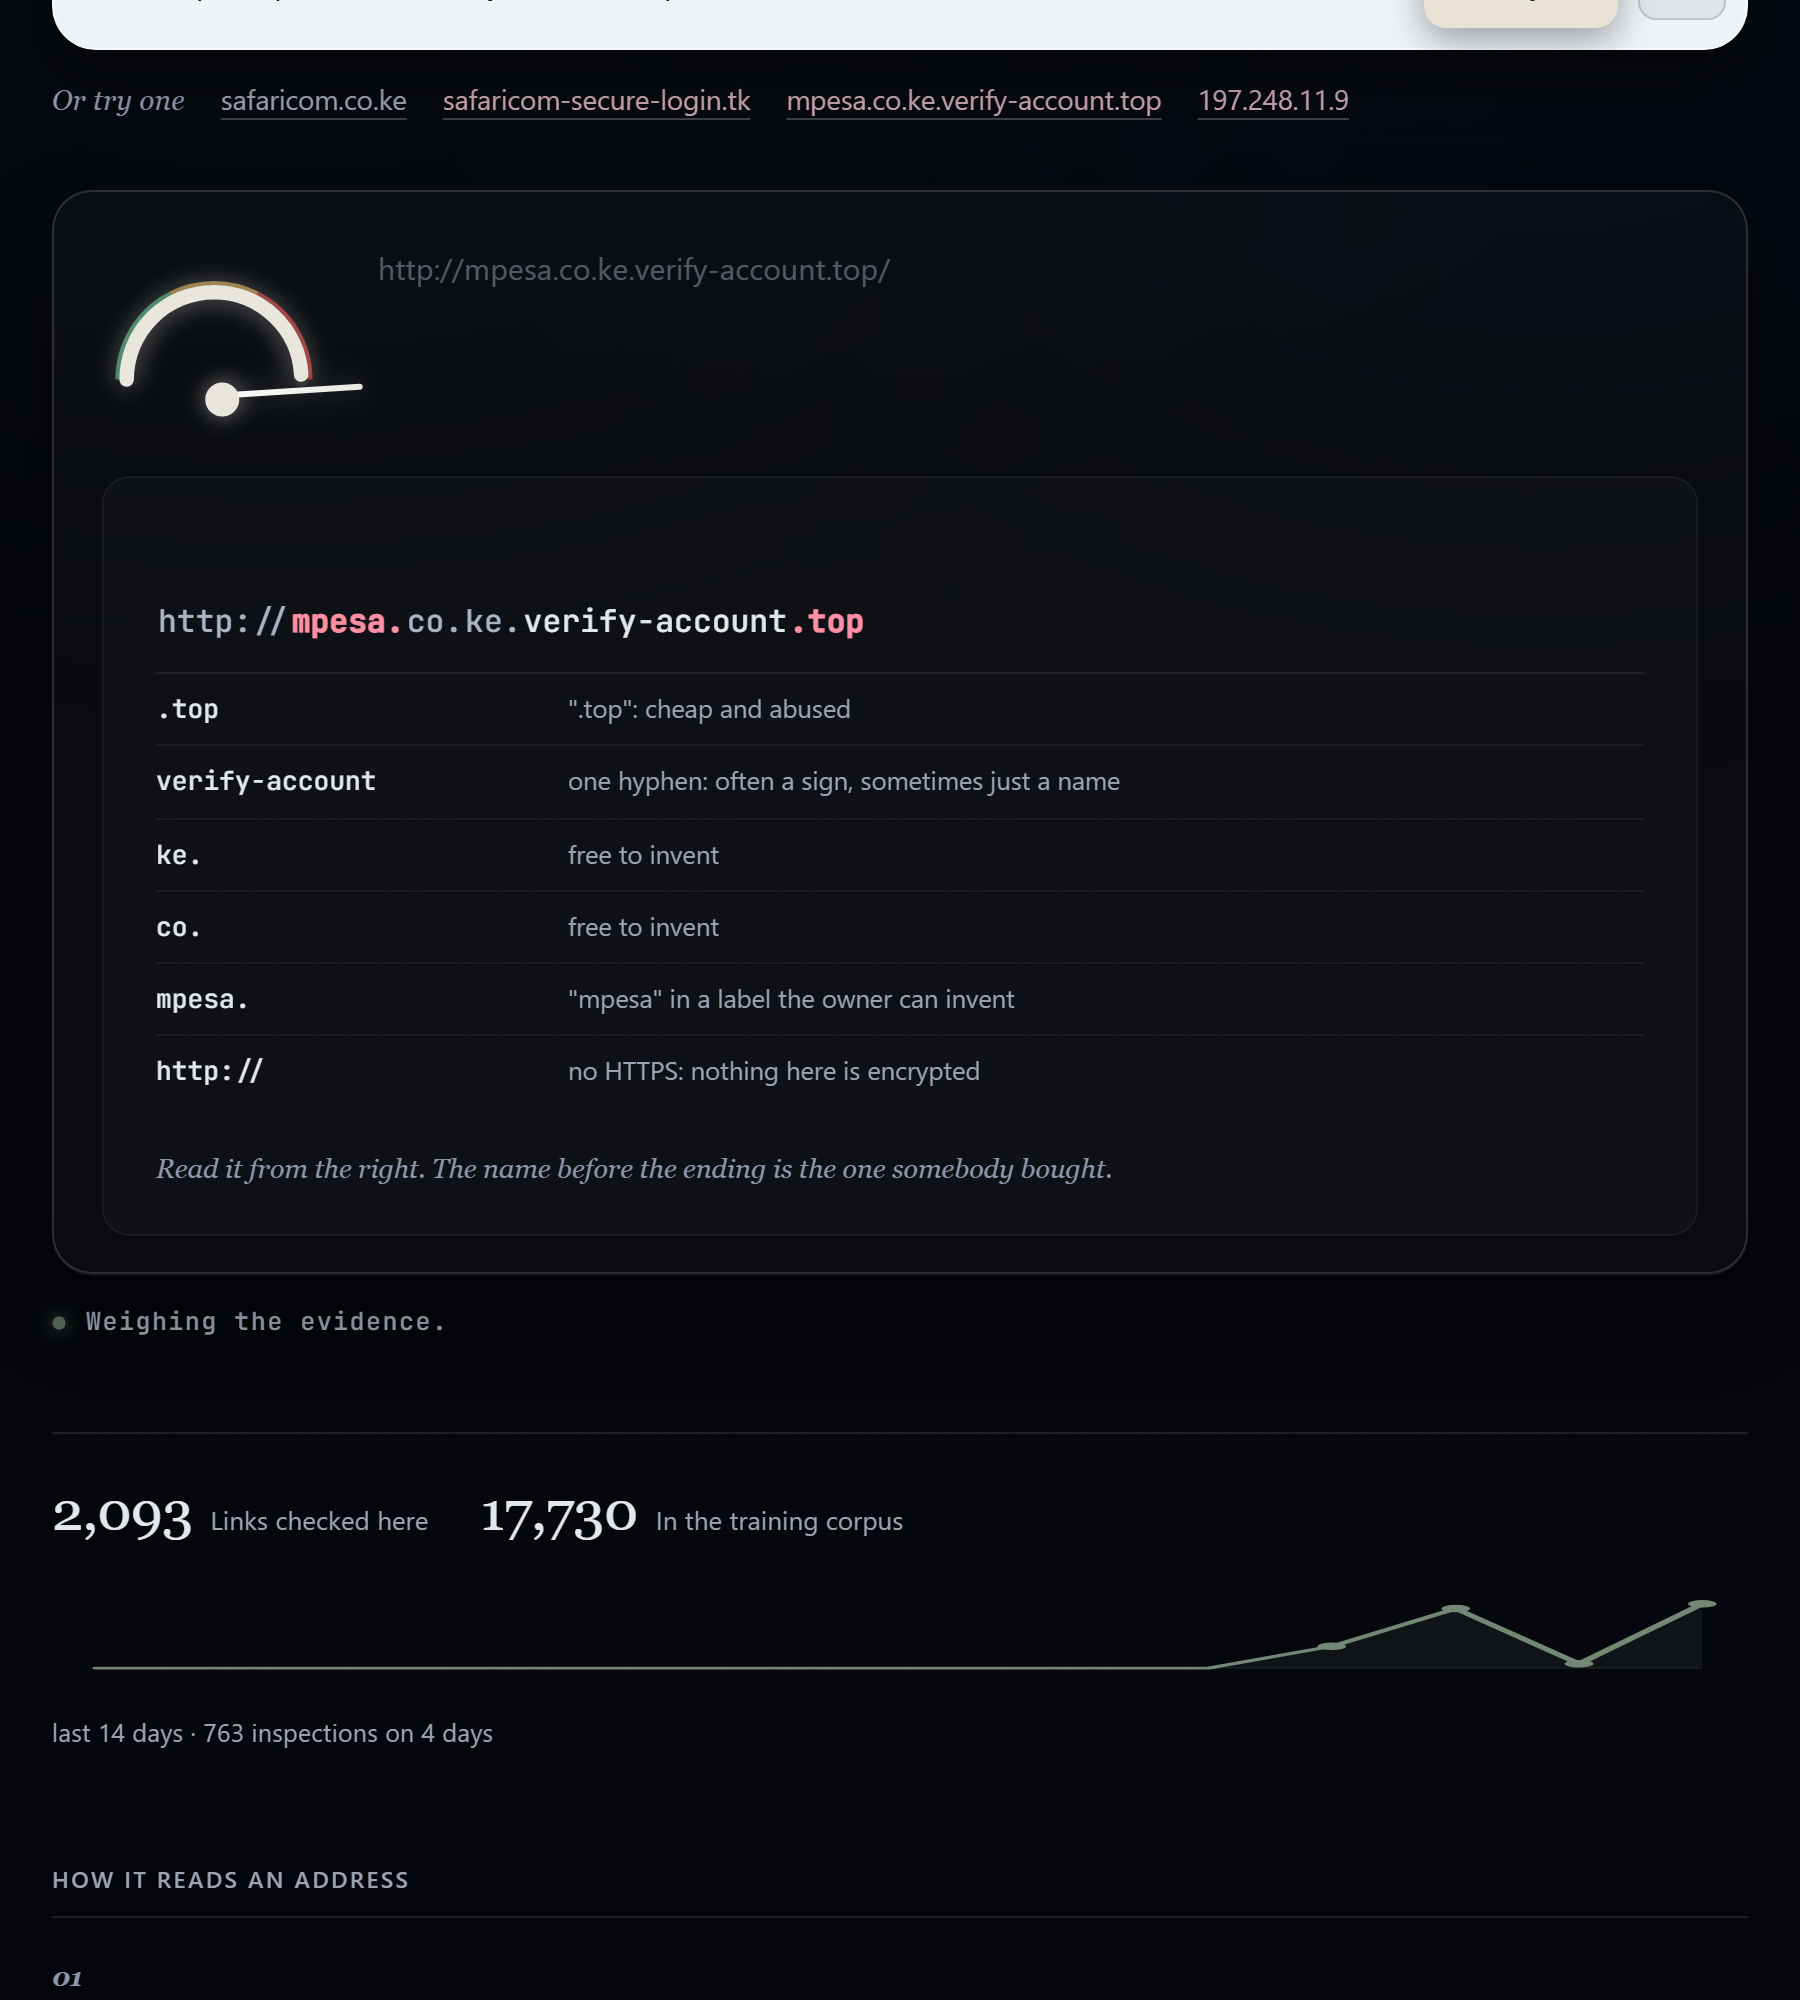 Or try one safaricom.co.ke safaricom-secure-login.tk mpesa.co.ke.verify-account.top 197.248.11.9
http://mpesa.co.ke.verify-account.top/
http://mpesa.co.ke.verify-account.top
.top ".top": cheap and abused
verify-account one hyphen: often a sign, sometimes just a name
ke. free to invent
co. free to invent
mpesa. "mpesa" in a label the owner can invent
http:// no HTTPS: nothing here is encrypted
Read it from the right. The name before the ending is the one somebody bought.
Weighing the evidence.
2,093 Links checked here 17,730 In the training corpus
last 14 days · 763 inspections on 4 days
HOW IT READS AN ADDRESS
01